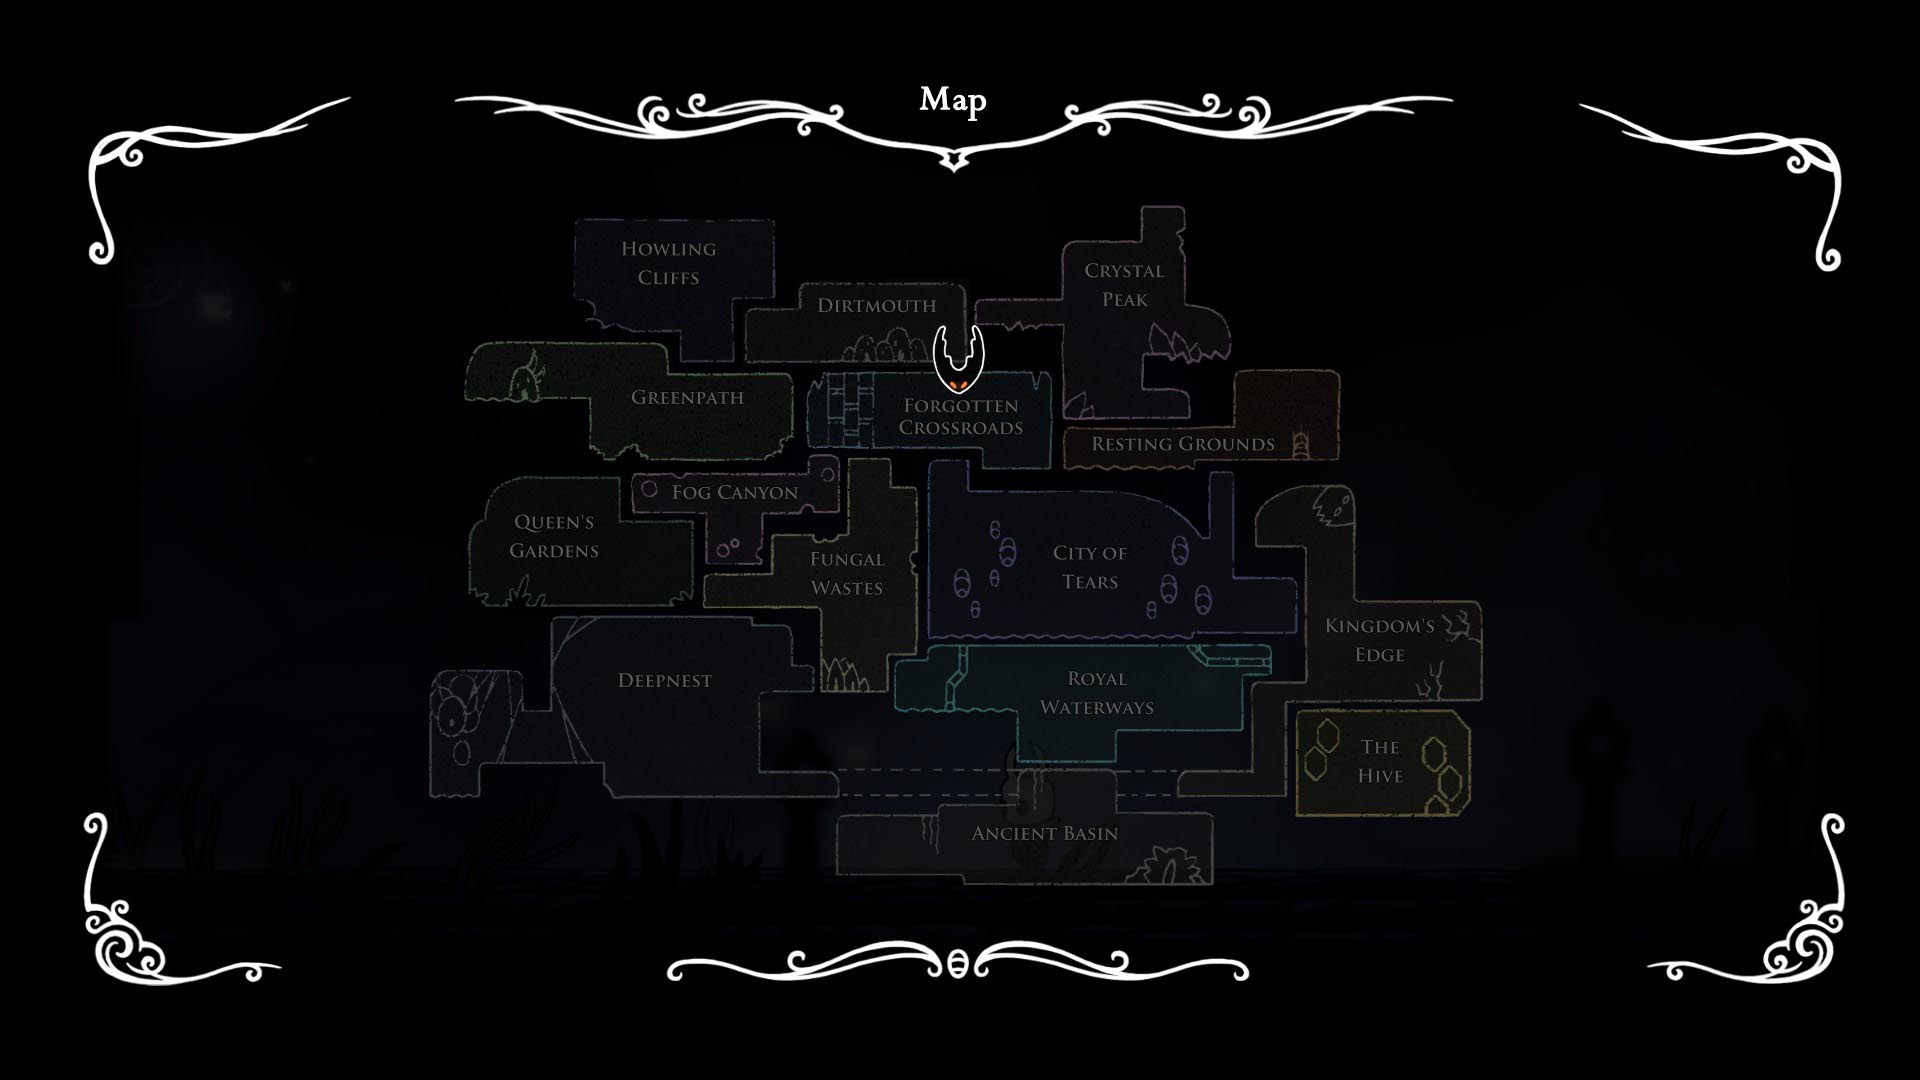 Map
HOWLING
CLIFFS
DIRTMOUTH
CRYSTAL
PEAK
GREENPATH
FORGOTTEN
CROSSROADS
RESTING GROUNDS
FOG CANYON
QUEEN'S
GARDENS
FUNGAL
WASTES
CITY OF
TEARS
KINGDOM'S
EDGE
DEEPNEST
ROYAL
WATERWAYS
THE
HIVE
ANCIENT BASIN